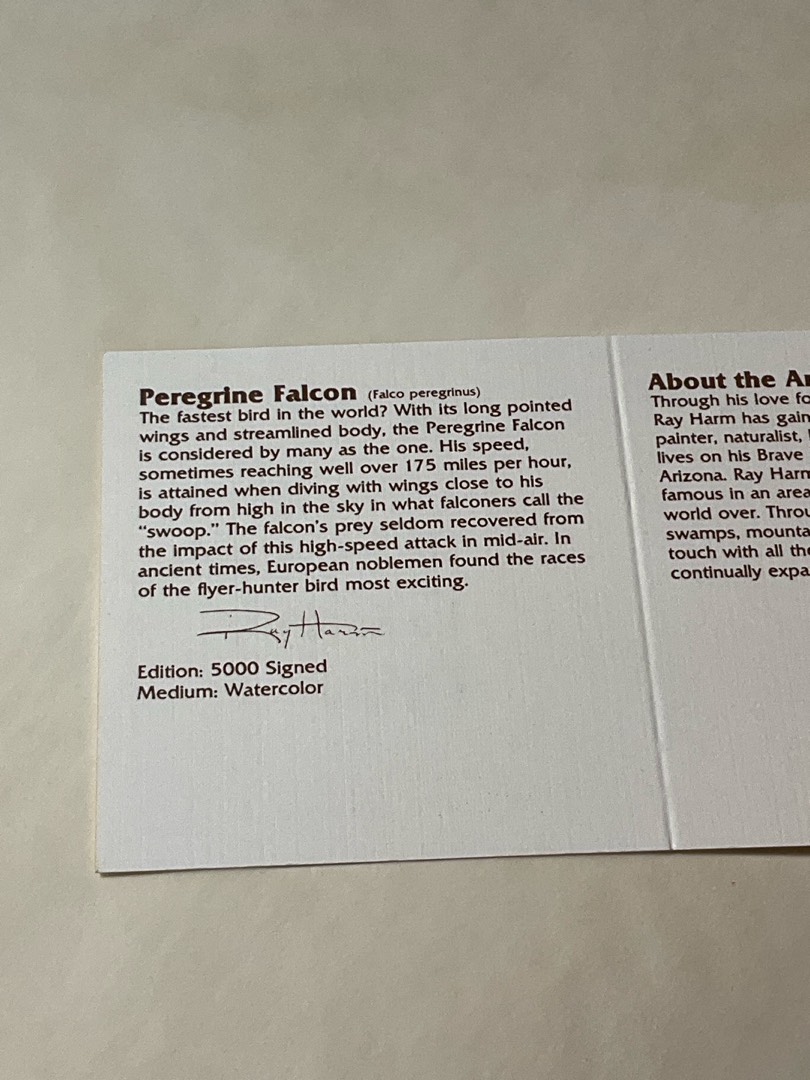 Peregrine Falcon (Falco peregrinus)
The fastest bird in the world? With its long pointed
wings and streamlined body, the Peregrine Falcon
is considered by many as the one. His speed,
sometimes reaching well over 175 miles per hour,
is attained when diving with wings close to his
body from high in the sky in what falconers call the
“swoop.” The falcon's prey seldom recovered from
the impact of this high-speed attack in mid-air. In
ancient times, European noblemen found the races
of the flyer-hunter bird most exciting.
Ray Harm
Edition: 5000 Signed
Medium: Watercolor
About the
Through his love
Ray Harm has
painter, naturalist,
lives on his Brave
Arizona. Ray
famous in an
world over.
swamps,
touch with all
continually